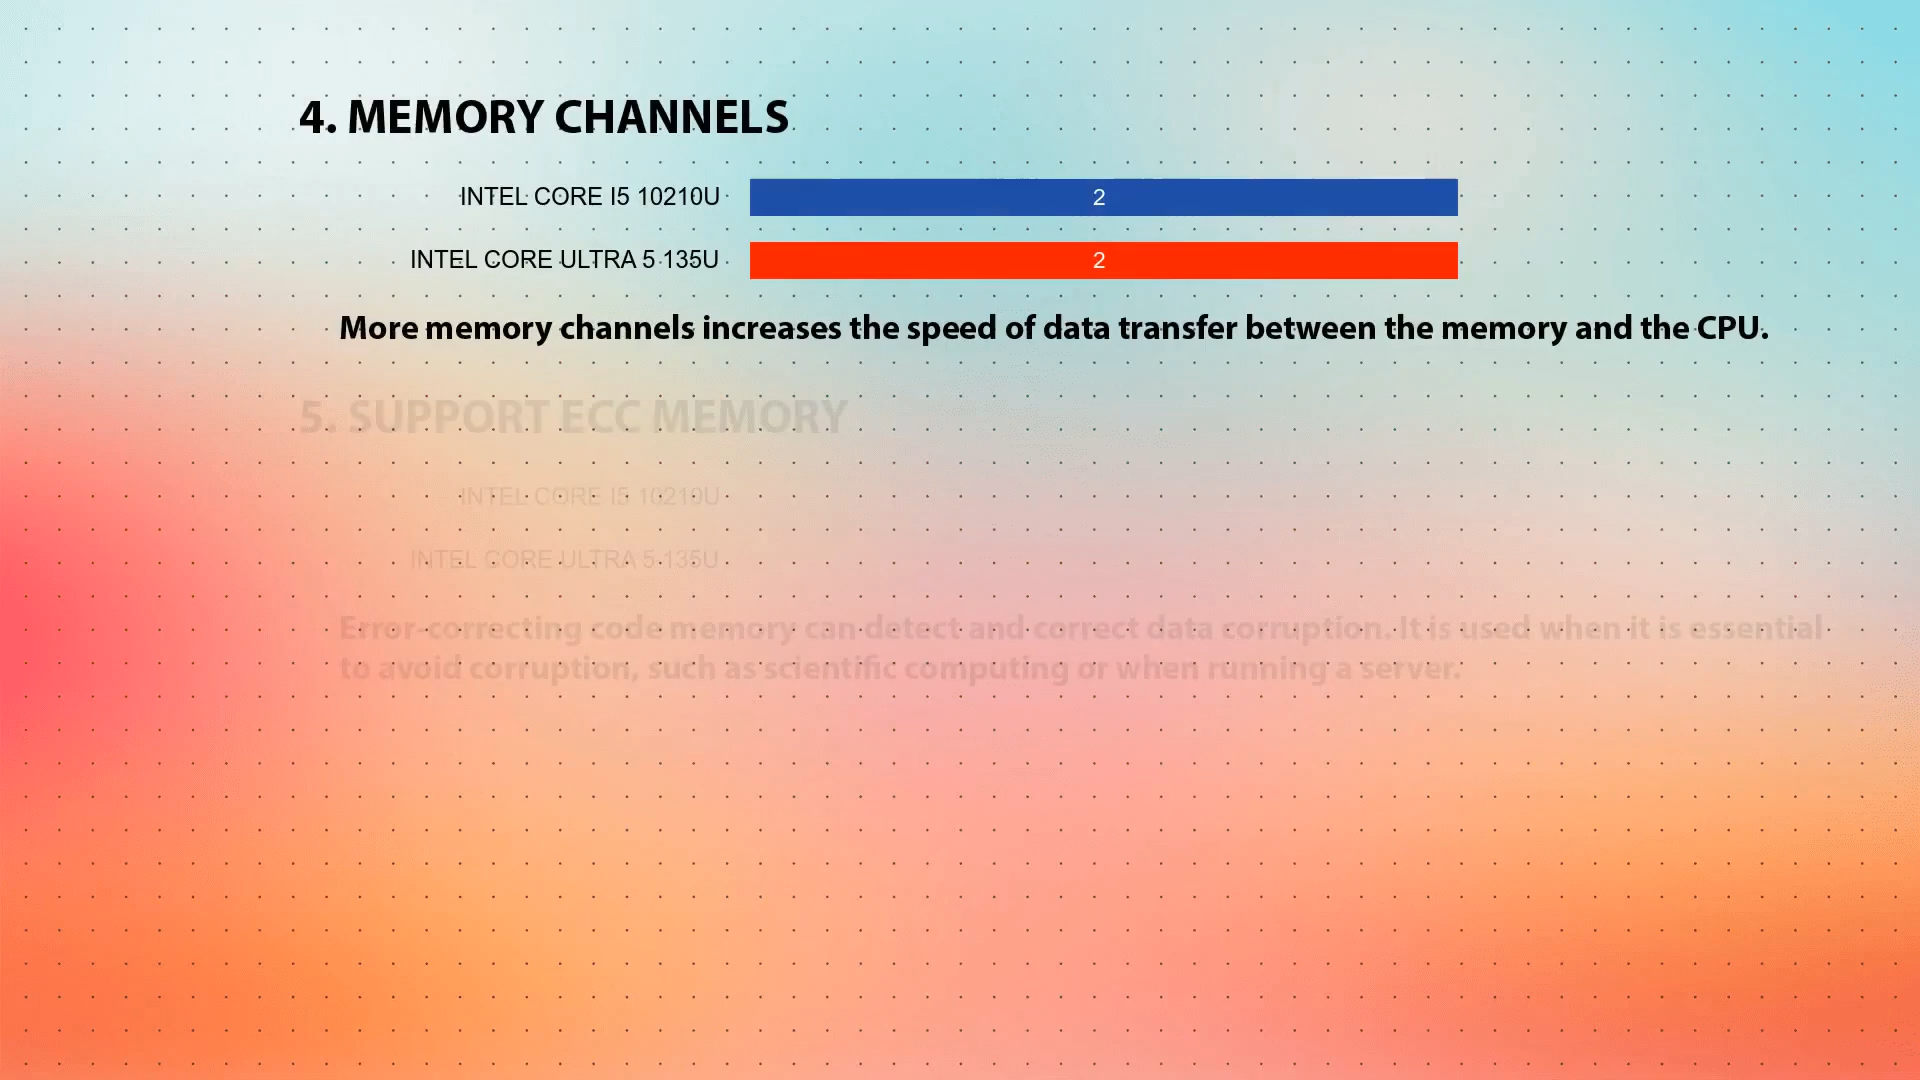 4. MEMORY CHANNELS
INTEL CORE I5 10210U
2
INTEL CORE ULTRA 5 135U
2
More memory channels increases the speed of data transfer between the memory and the CPU.
5. SUPPORT ECC MEMORY
INTEL CORE I5 10210U
INTEL CORE ULTRA 5 135U
Error-correcting code memory can detect and correct data corruption. It is used when it is essential
to avoid corruption, such as scientific computing or when running a server.